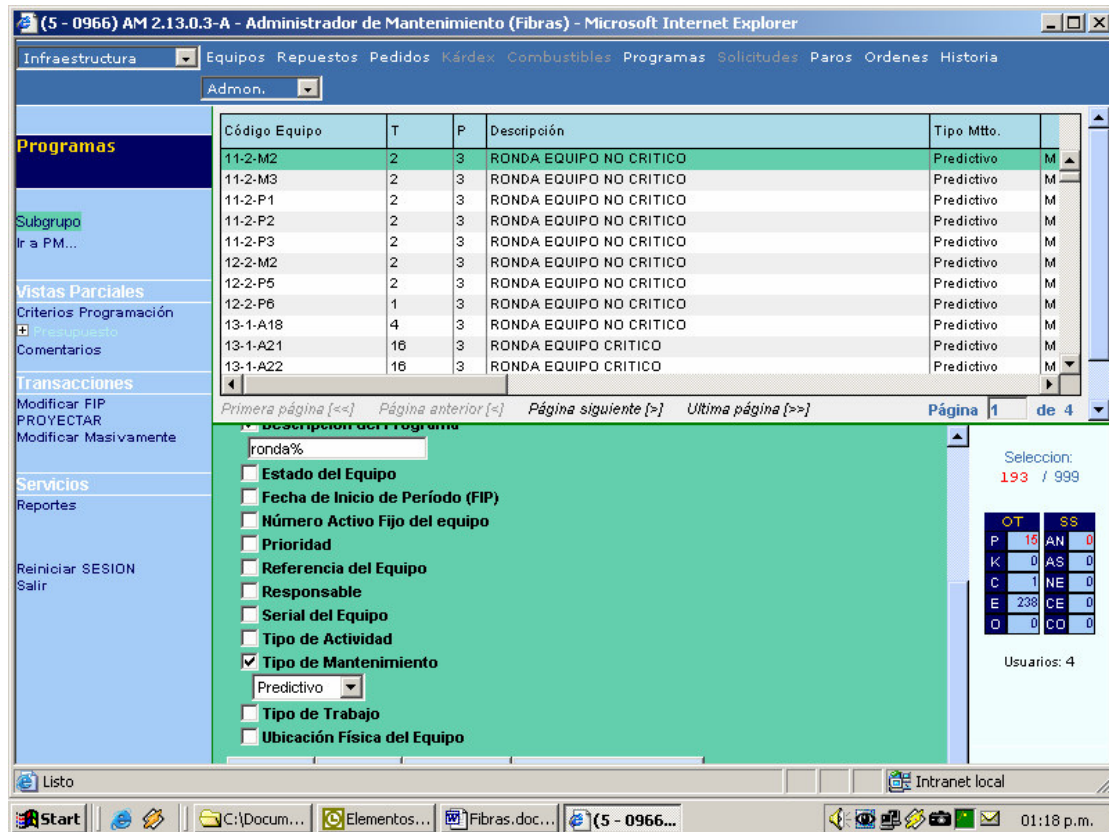 (5 - 0966) AM 2.13.0.3-A - Administrador de Mantenimiento (Fibras) - Microsoft Internet Explorer
Infraestructura Equipos Repuestos Pedidos Kárdex Combustibles Programas Solicitudes Paros Ordenes Historia
Admon.
Programas
Subgrupo
Ir a PM...
Vistas Parciales
Criterios Programación
Presupuesto
Comentarios
Transacciones
Modificar FIP
PROYECTAR
Modificar Masivamente
Servicios
Reportes
Reiniciar SESION
Salir
Código Equipo T P Descripción Tipo Mtto.
11-2-M2 2 3 RONDA EQUIPO NO CRITICO Predictivo M
11-2-M3 2 3 RONDA EQUIPO NO CRITICO Predictivo M
11-2-P1 2 3 RONDA EQUIPO NO CRITICO Predictivo M
11-2-P2 2 3 RONDA EQUIPO NO CRITICO Predictivo M
11-2-P3 2 3 RONDA EQUIPO NO CRITICO Predictivo M
12-2-M2 2 3 RONDA EQUIPO NO CRITICO Predictivo M
12-2-P5 2 3 RONDA EQUIPO NO CRITICO Predictivo M
12-2-P6 1 3 RONDA EQUIPO NO CRITICO Predictivo M
13-1-A18 4 3 RONDA EQUIPO NO CRITICO Predictivo M
13-1-A21 16 3 RONDA EQUIPO CRITICO Predictivo M
13-1-A22 16 3 RONDA EQUIPO CRITICO Predictivo M
Primera página [<<] Página anterior [<] Página siguiente [>] Ultima página [>>] Página 1 de 4
Descripción del Programa
ronda%
Estado del Equipo
Fecha de Inicio de Período (FIP)
Número Activo Fijo del equipo
Prioridad
Referencia del Equipo
Responsable
Serial del Equipo
Tipo de Actividad
Tipo de Mantenimiento
Predictivo
Tipo de Trabajo
Ubicación Física del Equipo
Seleccion:
193 / 999
OT SS
P 15 AN 0
K 0 AS 0
C 1 NE 0
E 238 CE 0
O 0 CO 0
Usuarios: 4
Listo Intranet local
Start C:\Docum... Elementos... Fibras.doc... (5 - 0966... 01:18 p.m.